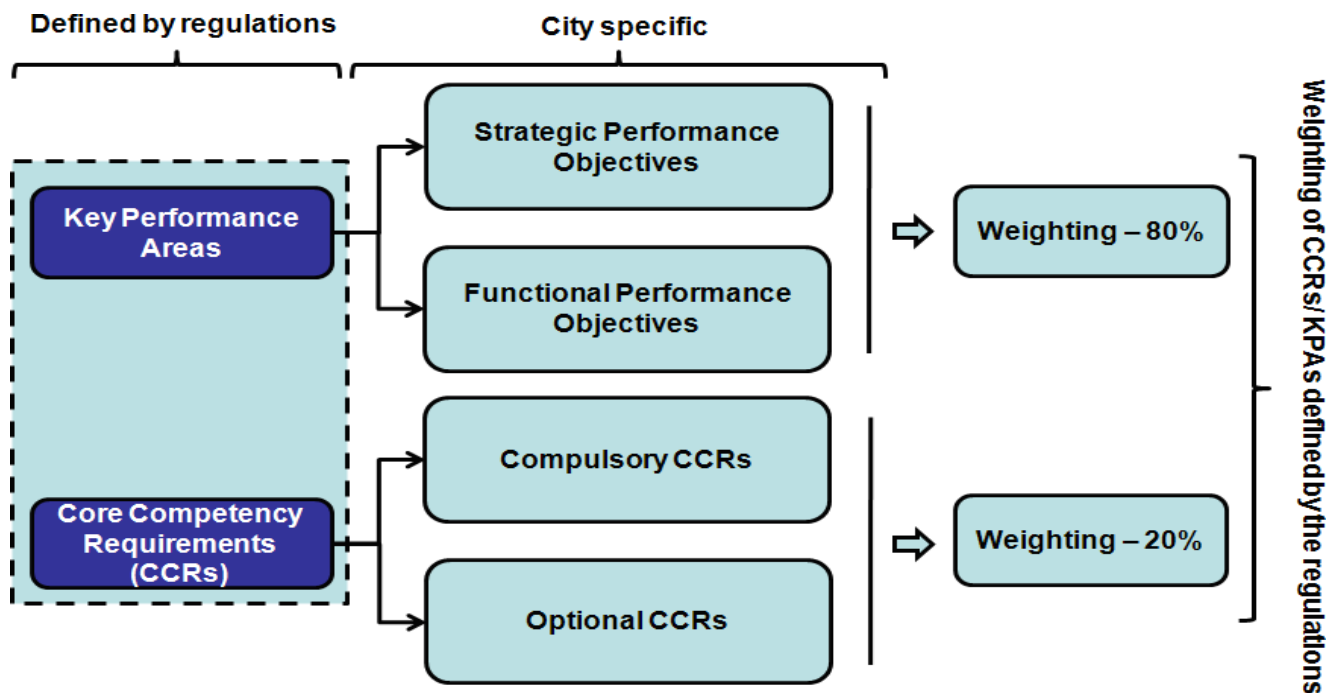 Defined by regulations
City specific
Key Performance
Areas
Strategic Performance
Objectives
Functional Performance
Objectives
Weighting – 80%
Core Competency
Requirements
(CCRs)
Compulsory CCRs
Optional CCRs
Weighting – 20%
Weighting of CCRs/ KPAs defined by the regulations